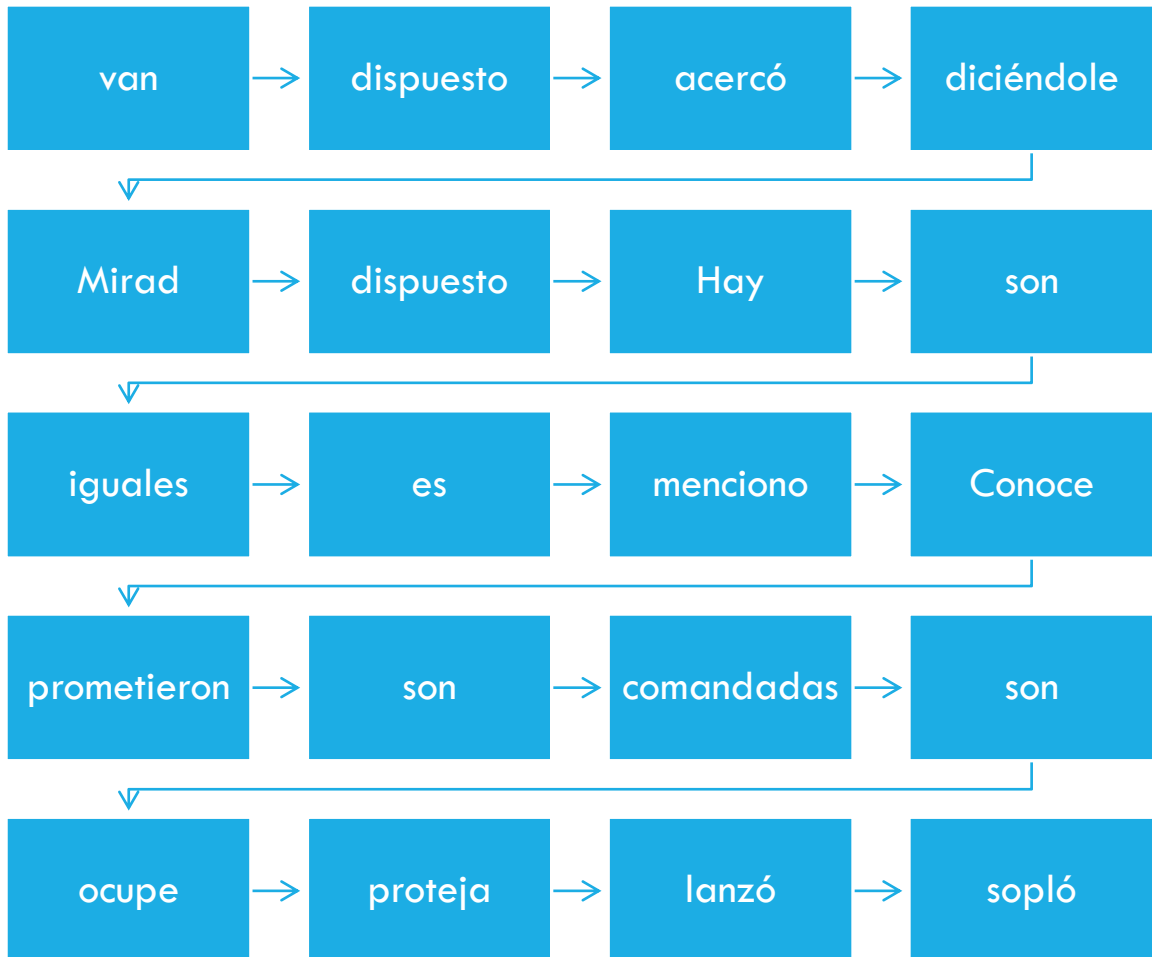 van dispuesto acercó diciéndole
Mirad dispuesto Hay son
iguales es menciono Conoce
prometieron son comandadas son
ocupe proteja lanzó sopló